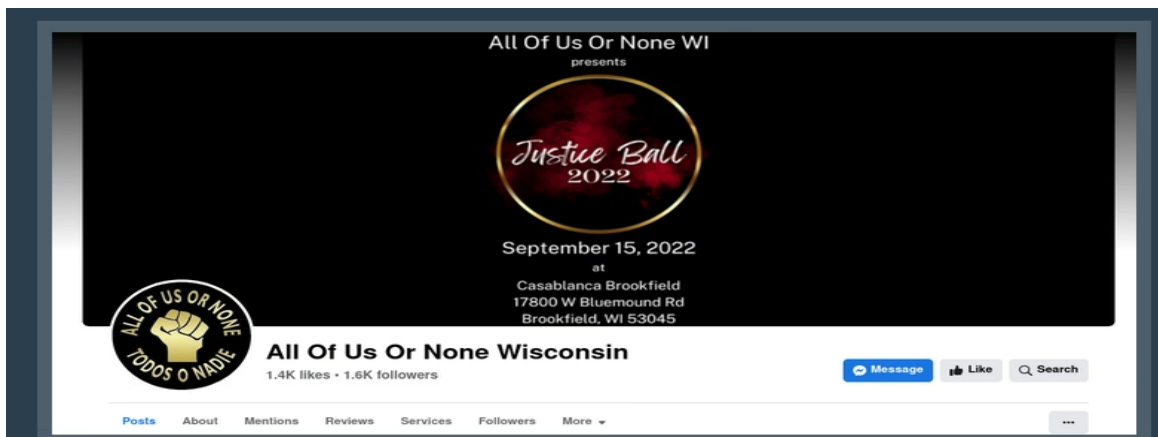 All Of Us Or None WI
presents
Justice Ball
2022
September 15, 2022
at
Casablanca Brookfield
17800 W Bluemound Rd
Brookfield, WI 53045
ALL OF US OR NONE
TODOS O NADIE
All Of Us Or None Wisconsin
1.4K likes • 1.6K followers
Message Like Search
Posts About Mentions Reviews Services Followers More